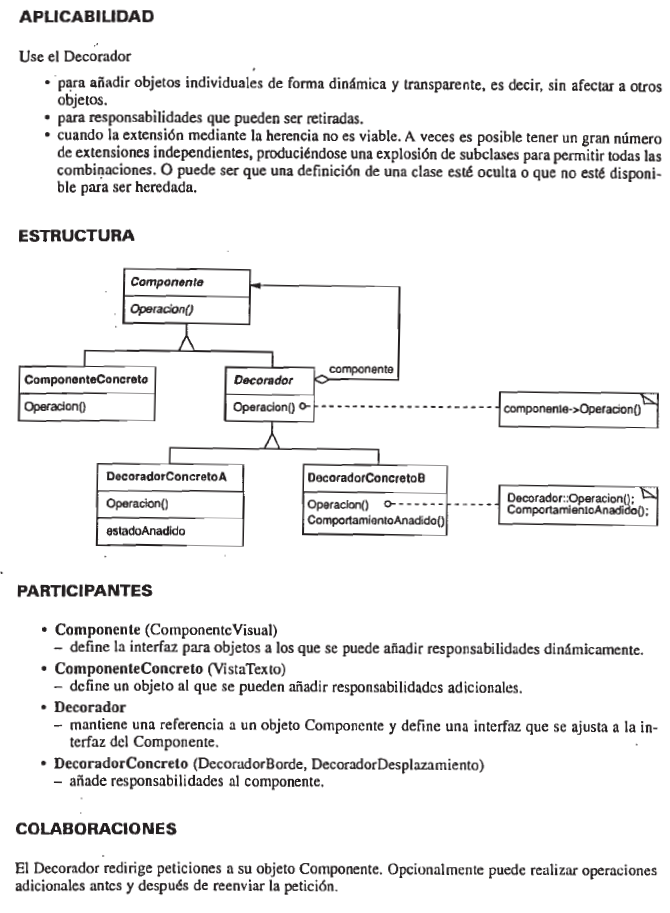 APLICABILIDAD
Use el Decorador
• para añadir objetos individuales de forma dinámica y transparente, es decir, sin afectar a otros
objetos.
• para responsabilidades que pueden ser retiradas.
• cuando la extensión mediante la herencia no es viable. A veces es posible tener un gran número
de extensiones independientes, produciéndose una explosión de subclases para permitir todas las
combinaciones. O puede ser que una definición de una clase esté oculta o que no esté disponi-
ble para ser heredada.
ESTRUCTURA
Componente
Operacion()
componente
ComponenteConcreto
Operacion()
Decorador
Operacion()
componente->Operacion()
DecoradorConcretoA
Operacion()
estadoAnadido
DecoradorConcretoB
Operacion()
ComportamientoAnadido()
Decorador::Operacion();
ComportamientoAnadido();
PARTICIPANTES
• Componente (ComponenteVisual)
– define la interfaz para objetos a los que se puede añadir responsabilidades dinámicamente.
• ComponenteConcreto (VistaTexto)
– define un objeto al que se pueden añadir responsabilidades adicionales.
• Decorador
– mantiene una referencia a un objeto Componente y define una interfaz que se ajusta a la in-
terfaz del Componente.
• DecoradorConcreto (DecoradorBorde, DecoradorDesplazamiento)
– añade responsabilidades al componente.
COLABORACIONES
El Decorador redirige peticiones a su objeto Componente. Opcionalmente puede realizar operaciones
adicionales antes y después de reenviar la petición.